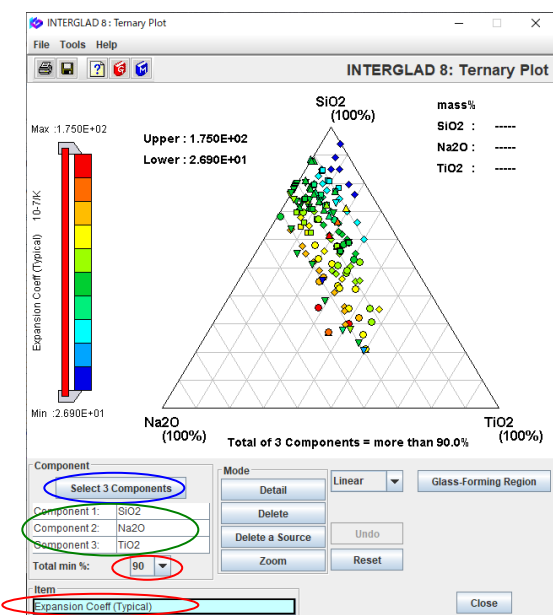 INTERGLAD 8 : Ternary Plot
File Tools Help
INTERGLAD 8: Ternary Plot
SiO2
(100%)
mass%
SiO2 : -----
Na2O : -----
TiO2 : -----
Max :1.750E+02
Upper : 1.750E+02
Lower : 2.690E+01
Expansion Coeff (Typical) 10-7/K
Min :2.690E+01
Na2O
(100%)
TiO2
(100%)
Total of 3 Components = more than 90.0%
Component
Select 3 Components
Component 1: SiO2
Component 2: Na2O
Component 3: TiO2
Total min %: 90
Mode
Detail
Delete
Delete a Source
Zoom
Linear
Undo
Reset
Glass-Forming Region
Item
Expansion Coeff (Typical)
Close